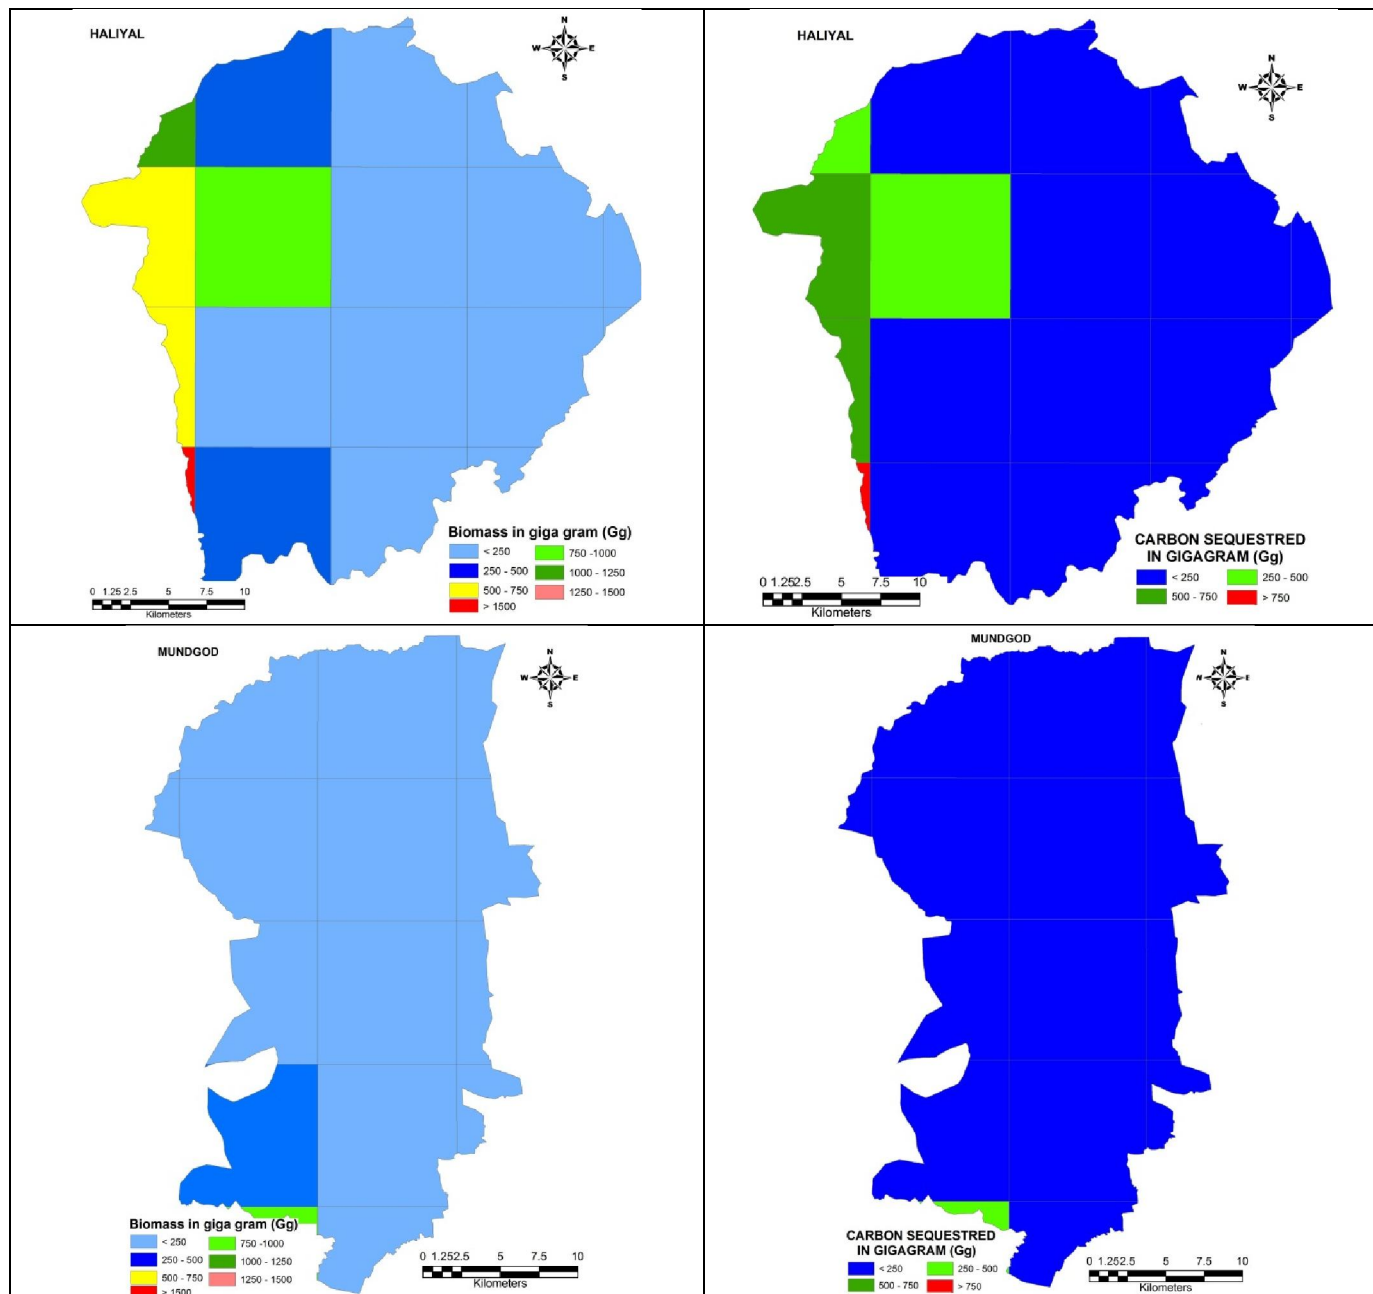 HALIYAL
N
W E
S
Biomass in giga gram (Gg)
< 250 750 -1000
250 - 500 1000 - 1250
500 - 750 1250 - 1500
> 1500
0 1.25 2.5 5 7.5 10
Kilometers
HALIYAL
N
W E
S
CARBON SEQUESTRED
IN GIGAGRAM (Gg)
< 250 250 - 500
500 - 750 > 750
0 1.252.5 5 7.5 10
Kilometers
MUNDGOD
N
W E
S
Biomass in giga gram (Gg)
< 250 750 -1000
250 - 500 1000 - 1250
500 - 750 1250 - 1500
> 1500
0 1.252.5 5 7.5 10
Kilometers
MUNDGOD
N
W E
S
CARBON SEQUESTRED
IN GIGAGRAM (Gg)
< 250 250 - 500
500 - 750 > 750
0 1.252.5 5 7.5 10
Kilometers